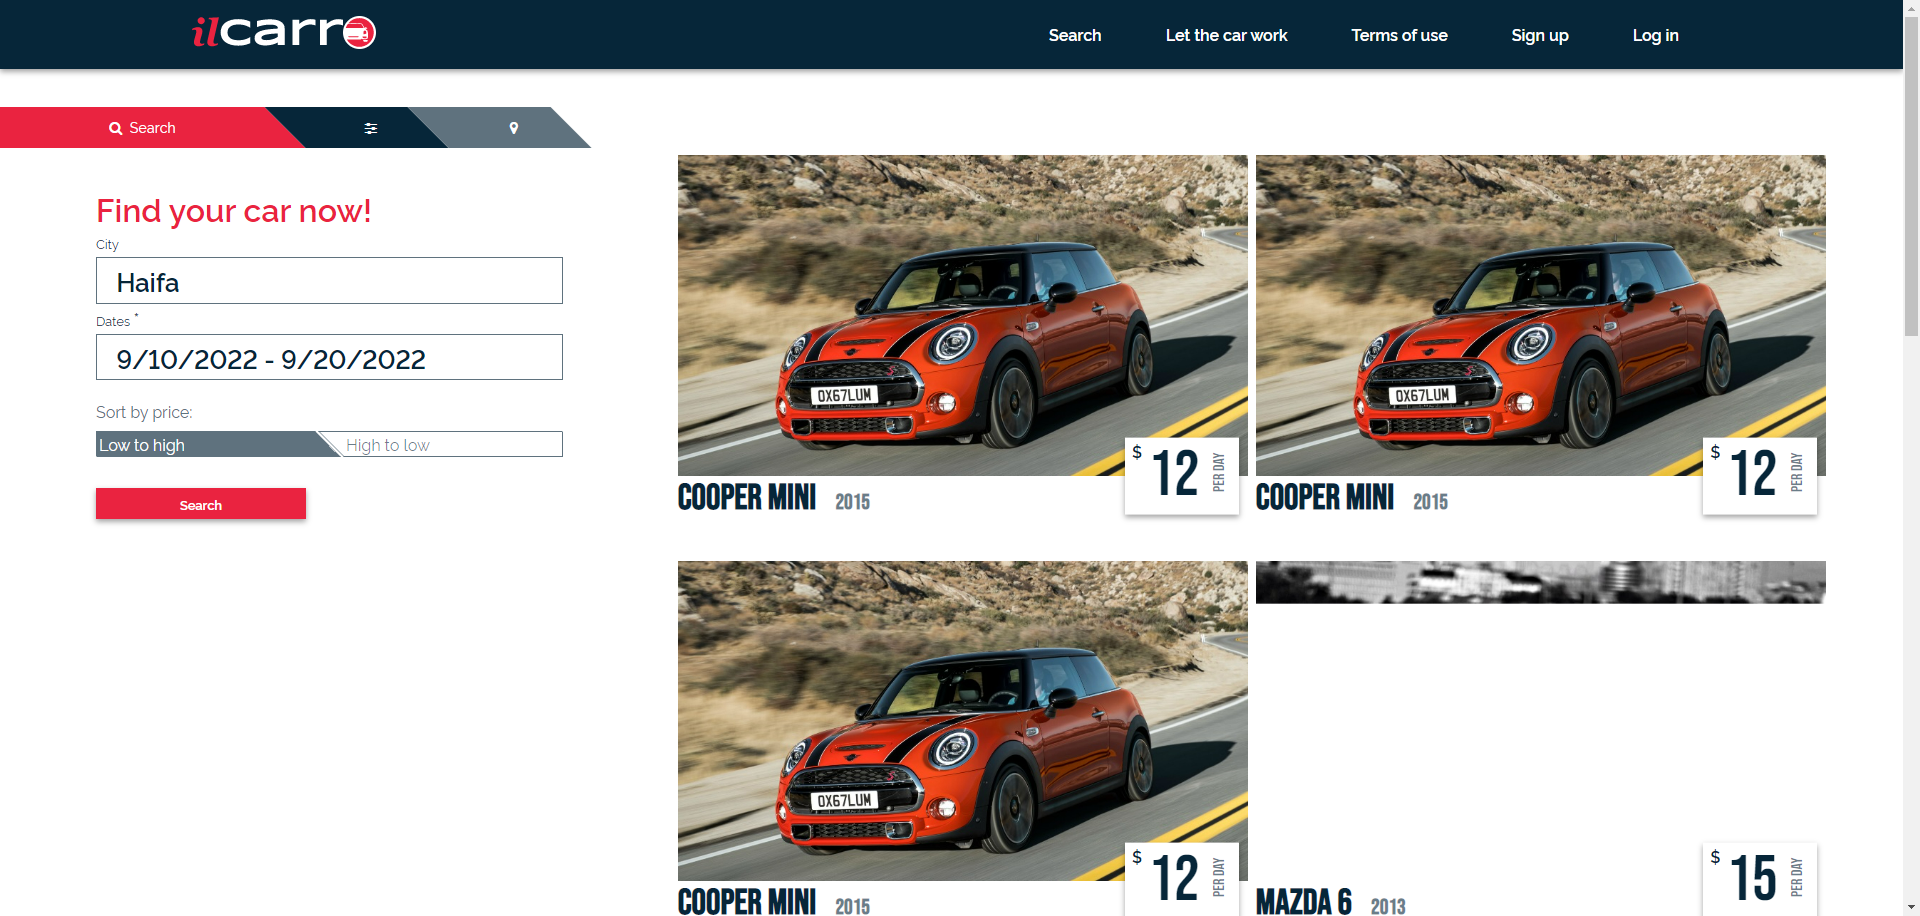 ilcarro
Search
Let the car work
Terms of use
Sign up
Log in
Search
Find your car now!
City
Haifa
Dates *
9/10/2022 - 9/20/2022
Sort by price:
Low to high
High to low
Search
OX67LUM
$ 12 PER DAY
COOPER MINI 2015
OX67LUM
$ 12 PER DAY
COOPER MINI 2015
OX67LUM
$ 12 PER DAY
COOPER MINI 2015
$ 15 PER DAY
MAZDA 6 2013